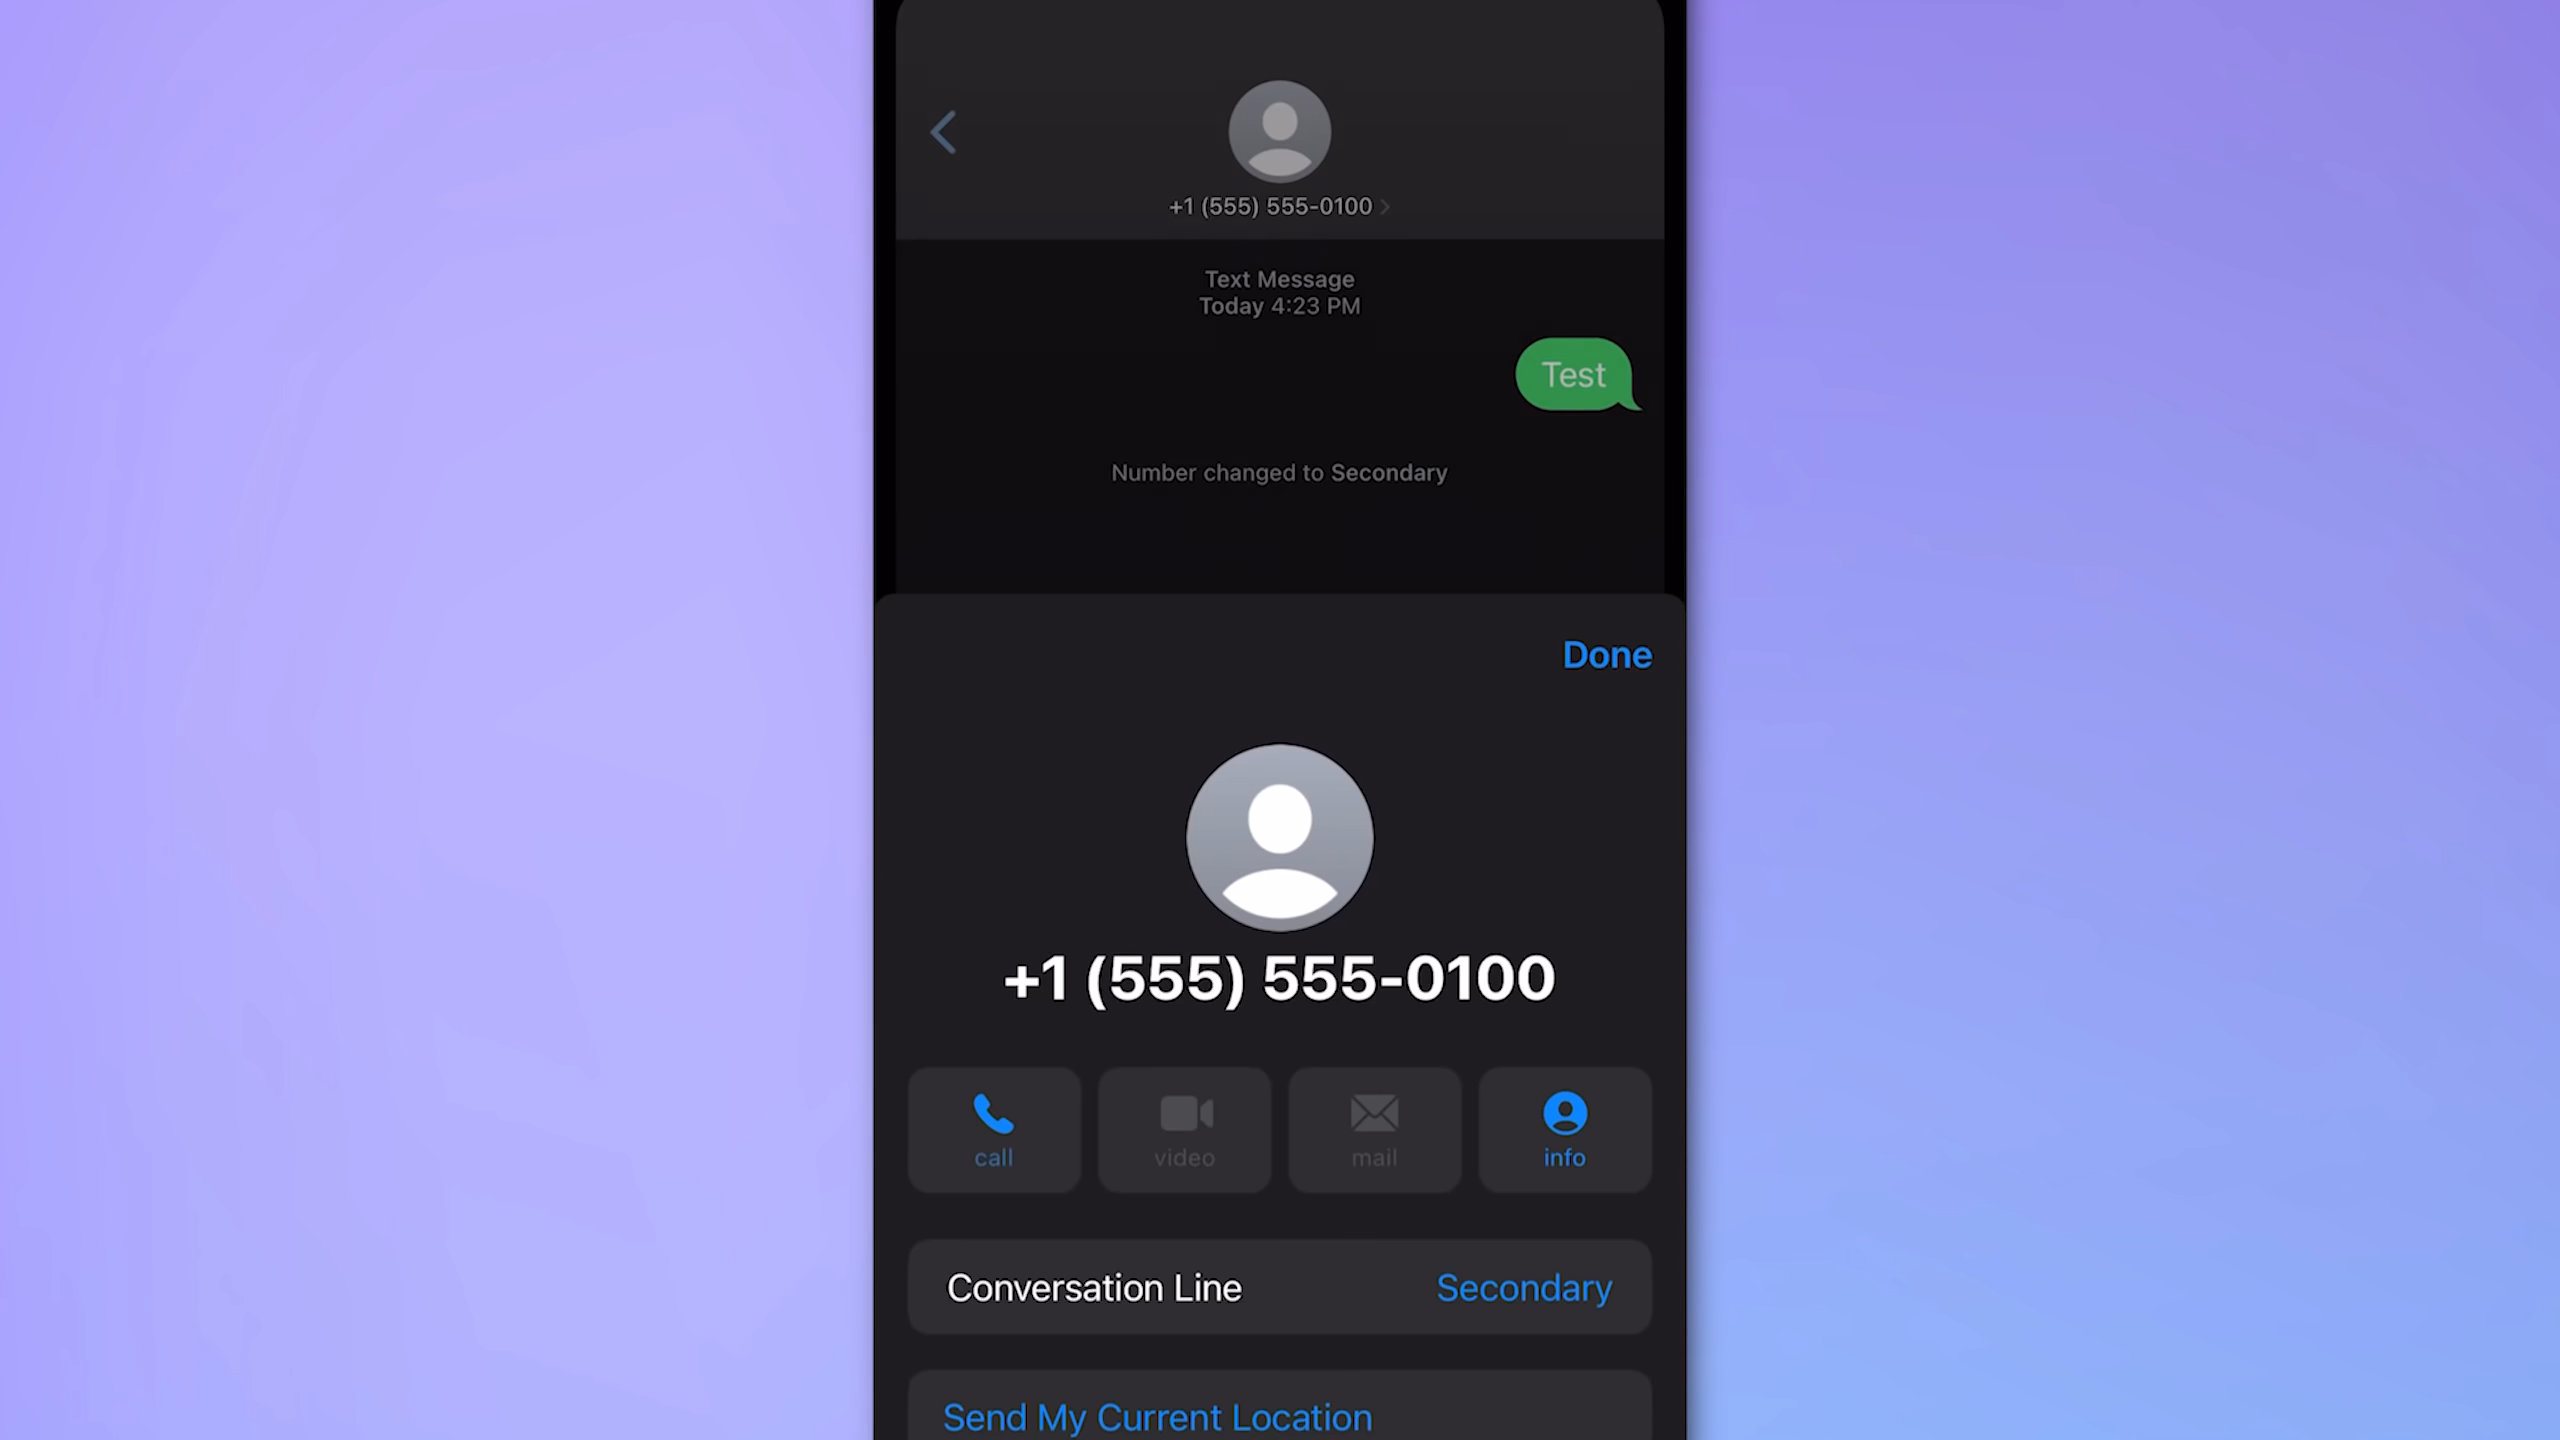 +1 (555) 555-0100
Text Message
Today 4:23 PM
Test
Number changed to Secondary
Done
+1 (555) 555-0100
call
video
mail
info
Conversation Line
Secondary
Send My Current Location